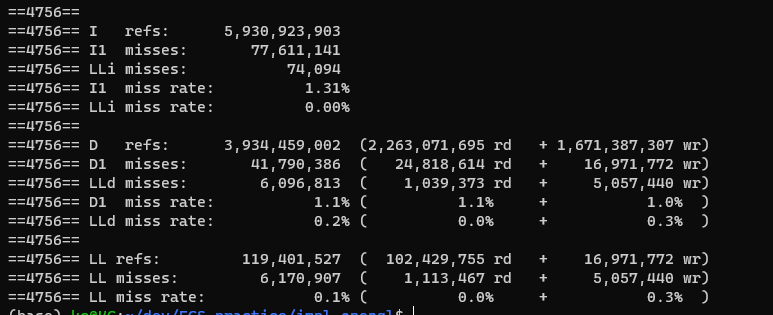 ==4756==
==4756== I   refs:      5,930,923,903
==4756== I1  misses:       77,611,141
==4756== LLi misses:           74,094
==4756== I1  miss rate:          1.31%
==4756== LLi miss rate:          0.00%
==4756==
==4756== D   refs:      3,934,459,002  (2,263,071,695 rd   + 1,671,387,307 wr)
==4756== D1  misses:       41,790,386  (   24,818,614 rd   +    16,971,772 wr)
==4756== LLd misses:        6,096,813  (    1,039,373 rd   +     5,057,440 wr)
==4756== D1  miss rate:           1.1% (          1.1%     +           1.0%  )
==4756== LLd miss rate:           0.2% (          0.0%     +           0.3%  )
==4756==
==4756== LL refs:         119,401,527  (  102,429,755 rd   +    16,971,772 wr)
==4756== LL misses:         6,170,907  (    1,113,467 rd   +     5,057,440 wr)
==4756== LL miss rate:            0.1% (          0.0%     +           0.3%  )